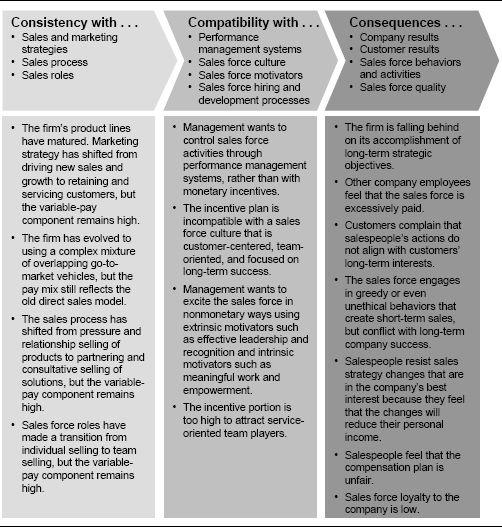 Consistency with . . .
• Sales and marketing
strategies
• Sales process
• Sales roles
Compatibility with . . .
• Performance
management systems
• Sales force culture
• Sales force motivators
• Sales force hiring and
development processes
Consequences . . .
• Company results
• Customer results
• Sales force behaviors
and activities
• Sales force quality
• The firm's product lines
have matured. Marketing
strategy has shifted from
driving new sales and
growth to retaining and
servicing customers, but
the variable-pay
component remains high.
• The firm has evolved to
using a complex mixture
of overlapping go-to-
market vehicles, but the
pay mix still reflects the
old direct sales model.
• The sales process has
shifted from pressure and
relationship selling of
products to partnering and
consultative selling of
solutions, but the variable-
pay component remains
high.
• Sales force roles have
made a transition from
individual selling to team
selling, but the variable-
pay component remains
high.
• Management wants to
control sales force
activities through
performance management
systems, rather than with
monetary incentives.
• The incentive plan is
incompatible with a sales
force culture that is
customer-centered, team-
oriented, and focused on
long-term success.
• Management wants to
excite the sales force in
nonmonetary ways using
extrinsic motivators such
as effective leadership and
recognition and intrinsic
motivators such as
meaningful work and
empowerment.
• The incentive portion is
too high to attract service-
oriented team players.
• The firm is falling behind
on its accomplishment of
long-term strategic
objectives.
• Other company employees
feel that the sales force is
excessively paid.
• Customers complain that
salespeople's actions do
not align with customers'
long-term interests.
• The sales force engages
in greedy or even
unethical behaviors that
create short-term sales,
but conflict with long-term
company success.
• Salespeople resist sales
strategy changes that are
in the company's best
interest because they feel
that the changes will
reduce their personal
income.
• Salespeople feel that the
compensation plan is
unfair.
• Sales force loyalty to the
company is low.